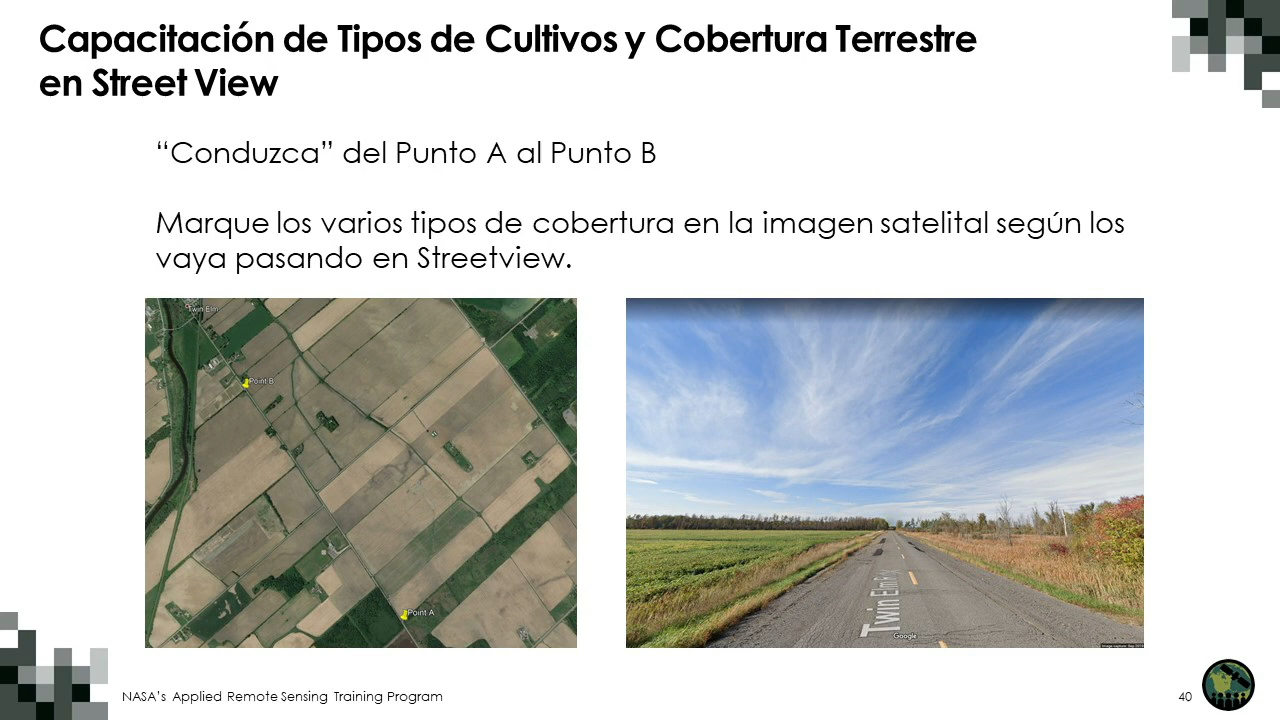 Capacitación de Tipos de Cultivos y Cobertura Terrestre
en Street View
“Conduzca” del Punto A al Punto B
Marque los varios tipos de cobertura en la imagen satelital según los
vaya pasando en Streetview.
Twin Elm
Point B
Point A
Twin Elm R
Google
NASA’s Applied Remote Sensing Training Program
40